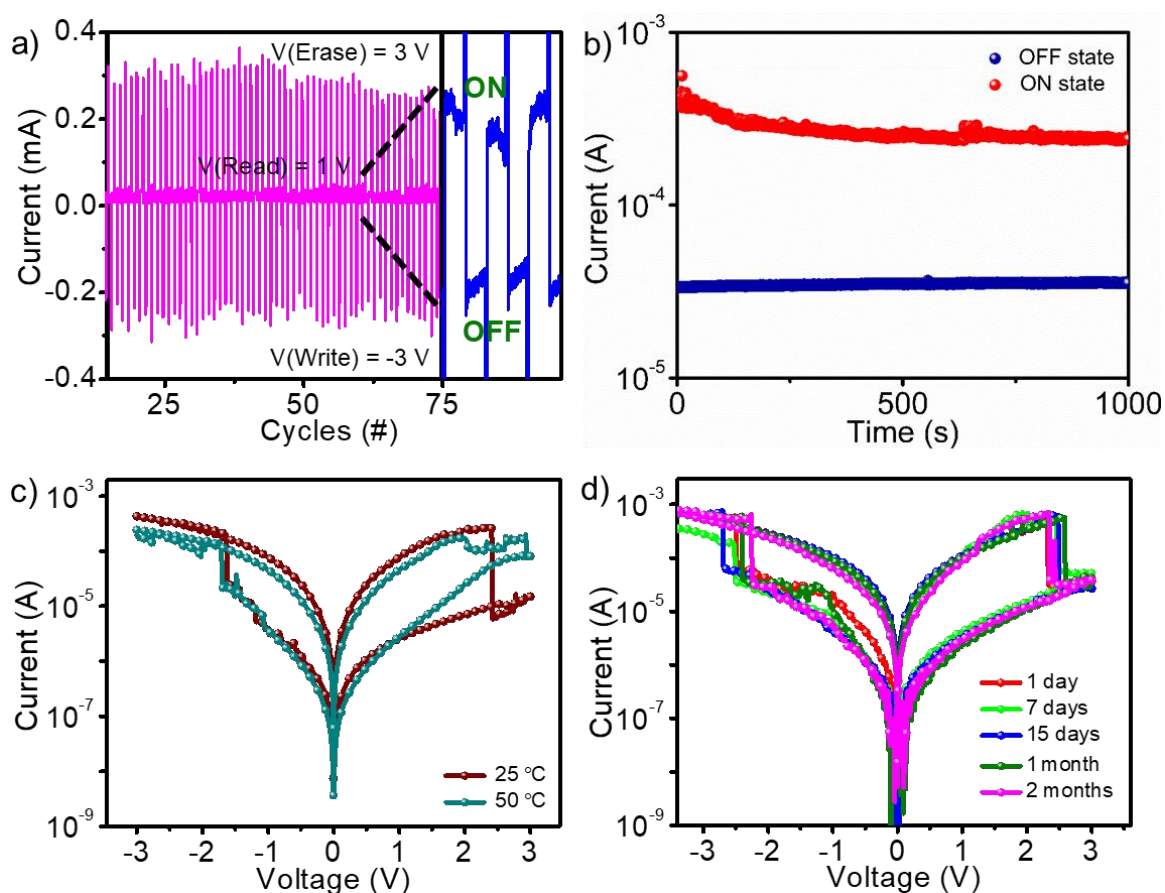 a)
0.4
0.2
0.0
-0.2
-0.4
Current (mA)
V(Erase) = 3 V
V(Read) = 1 V
V(Write) = -3 V
ON
OFF
25
50
75
Cycles (#)
b)
10-3
10-4
10-5
Current (A)
OFF state
ON state
0
500
1000
Time (s)
c)
10-3
10-5
10-7
10-9
Current (A)
25 °C
50 °C
-3 -2 -1 0 1 2 3
Voltage (V)
d)
10-3
10-5
10-7
10-9
Current (A)
1 day
7 days
15 days
1 month
2 months
-3 -2 -1 0 1 2 3
Voltage (V)